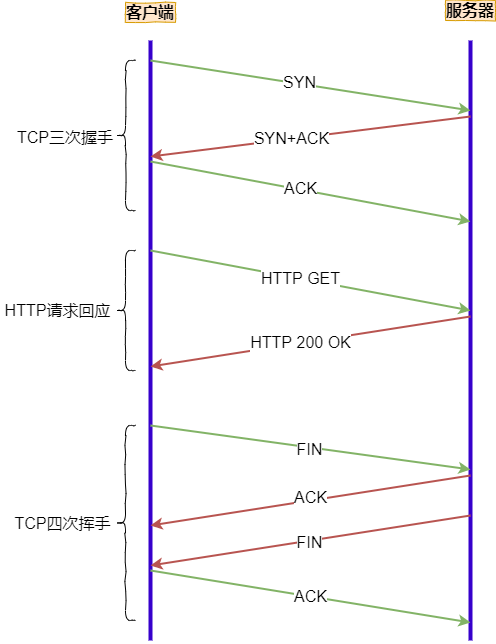 客户端
服务器
SYN
TCP三次握手
SYN+ACK
ACK
HTTP GET
HTTP请求回应
HTTP 200 OK
FIN
ACK
TCP四次挥手
FIN
ACK